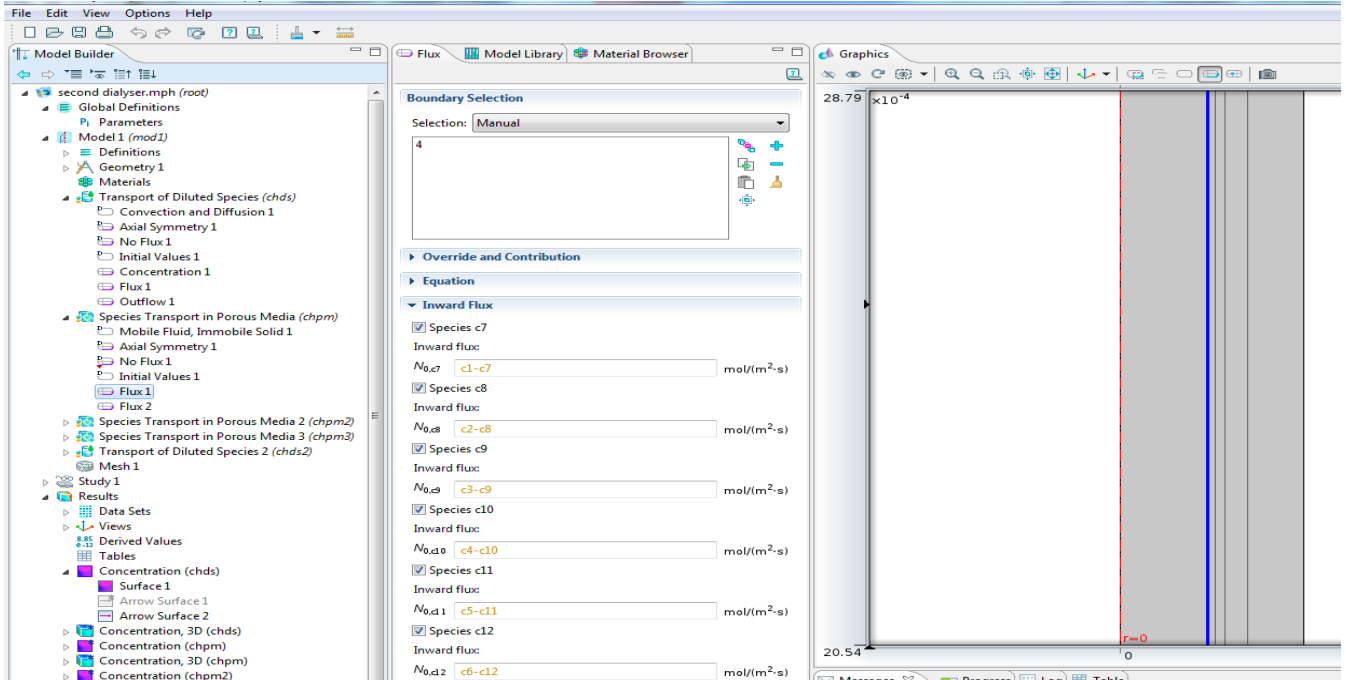 File Edit View Options Help
Model Builder
second dialyser.mph (root)
Global Definitions
Pi Parameters
Model 1 (mod1)
Definitions
Geometry 1
Materials
Transport of Diluted Species (chds)
Convection and Diffusion 1
Axial Symmetry 1
No Flux 1
Initial Values 1
Concentration 1
Flux 1
Outflow 1
Species Transport in Porous Media (chpm)
Mobile Fluid, Immobile Solid 1
Axial Symmetry 1
No Flux 1
Initial Values 1
Flux 1
Flux 2
Species Transport in Porous Media 2 (chpm2)
Species Transport in Porous Media 3 (chpm3)
Transport of Diluted Species 2 (chds2)
Mesh 1
Study 1
Results
Data Sets
Views
8.85 e-12 Derived Values
Tables
Concentration (chds)
Surface 1
Arrow Surface 1
Arrow Surface 2
Concentration, 3D (chds)
Concentration (chpm)
Concentration, 3D (chpm)
Concentration (chpm2)
Flux Model Library Material Browser
Boundary Selection
Selection: Manual
4
Override and Contribution
Equation
Inward Flux
Species c7
Inward flux:
N0,c7 c1-c7 mol/(m²·s)
Species c8
Inward flux:
N0,c8 c2-c8 mol/(m²·s)
Species c9
Inward flux:
N0,c9 c3-c9 mol/(m²·s)
Species c10
Inward flux:
N0,c10 c4-c10 mol/(m²·s)
Species c11
Inward flux:
N0,c11 c5-c11 mol/(m²·s)
Species c12
Inward flux:
N0,c12 c6-c12 mol/(m²·s)
Graphics
28.79 ×10⁻⁴
r=0
20.54
0
Messages Progress Log Table